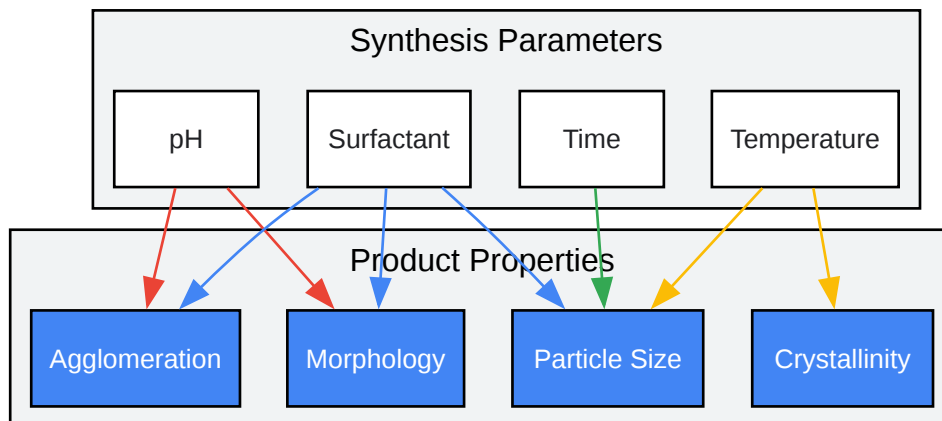 Synthesis Parameters
pH
Surfactant
Time
Temperature
Product Properties
Agglomeration
Morphology
Particle Size
Crystallinity